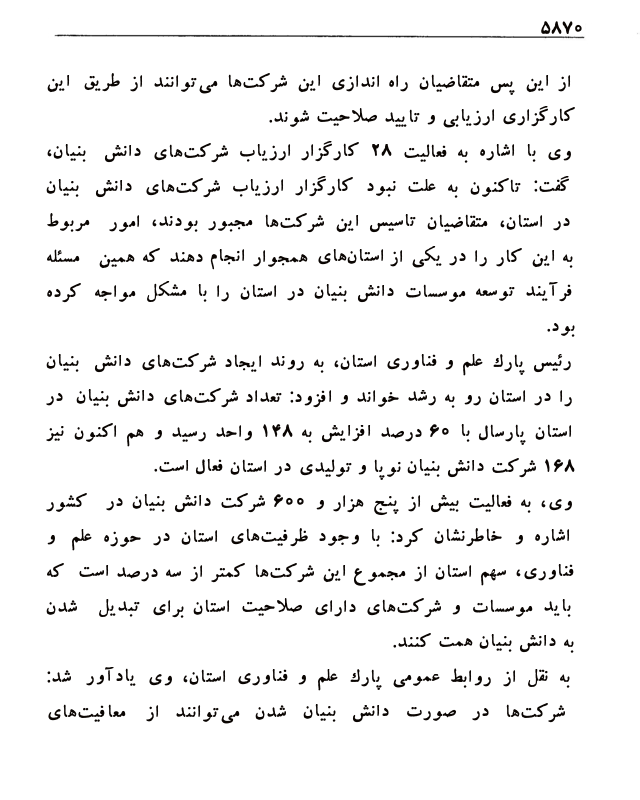 ۵۸۷۰
از این پس متقاضیان راه اندازی این شرکت‌ها می‌توانند از طریق این
کارگزاری ارزیابی و تایید صلاحیت شوند.
وی با اشاره به فعالیت ۲۸ کارگزار ارزیاب شرکت‌های دانش بنیان،
گفت: تاکنون به علت نبود کارگزار ارزیاب شرکت‌های دانش بنیان
در استان، متقاضیان تاسیس این شرکت‌ها مجبور بودند، امور مربوط
به این کار را در یکی از استان‌های همجوار انجام دهند که همین مسئله
فرآیند توسعه موسسات دانش بنیان در استان را با مشکل مواجه کرده
بود.
رئیس پارك علم و فناوری استان، به روند ایجاد شرکت‌های دانش بنیان
را در استان رو به رشد خواند و افزود: تعداد شرکت‌های دانش بنیان در
استان پارسال با ۶۰ درصد افزایش به ۱۴۸ واحد رسید و هم اکنون نیز
۱۶۸ شرکت دانش بنیان نوپا و تولیدی در استان فعال است.
وی، به فعالیت بیش از پنج هزار و ۶۰۰ شرکت دانش بنیان در کشور
اشاره و خاطرنشان کرد: با وجود ظرفیت‌های استان در حوزه علم و
فناوری، سهم استان از مجموع این شرکت‌ها کمتر از سه درصد است که
باید موسسات و شرکت‌های دارای صلاحیت استان برای تبدیل شدن
به دانش بنیان همت کنند.
به نقل از روابط عمومی پارك علم و فناوری استان، وی یادآور شد:
شرکت‌ها در صورت دانش بنیان شدن می‌توانند از معافیت‌های